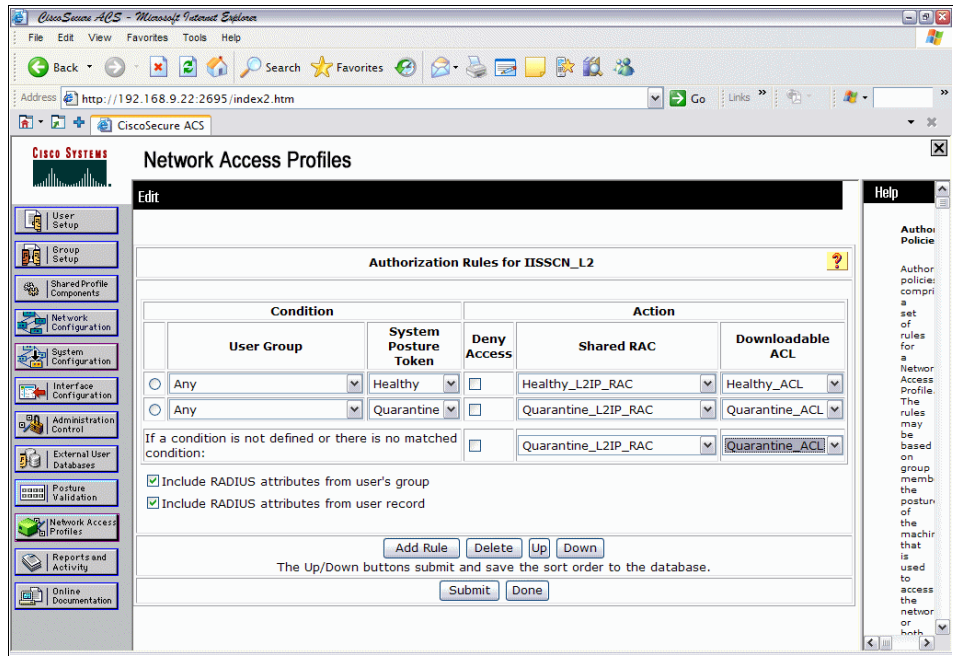 CiscoSecure ACS - Microsoft Internet Explorer
File Edit View Favorites Tools Help
Back Search Favorites
Address http://192.168.9.22:2695/index2.htm Go Links »
»
CiscoSecure ACS
CISCO SYSTEMS
Network Access Profiles
Edit
User Setup
Group Setup
Shared Profile Components
Network Configuration
System Configuration
Interface Configuration
Administration Control
External User Databases
Posture Validation
Network Access Profiles
Reports and Activity
Online Documentation
Authorization Rules for IISSCN_L2 ?
Condition Action
User Group System Posture Token Deny Access Shared RAC Downloadable ACL
Any Healthy Healthy_L2IP_RAC Healthy_ACL
Any Quarantine Quarantine_L2IP_RAC Quarantine_ACL
If a condition is not defined or there is no matched condition: Quarantine_L2IP_RAC Quarantine_ACL
Include RADIUS attributes from user's group
Include RADIUS attributes from user record
Add Rule Delete Up Down
The Up/Down buttons submit and save the sort order to the database.
Submit Done
Help
Author
Policie
Author
policie
compri
a
set
of
rules
for
a
Networ
Access
Profile.
The
rules
may
be
based
on
group
memb
the
postur
of
the
machin
that
is
used
to
access
the
networ
or
both